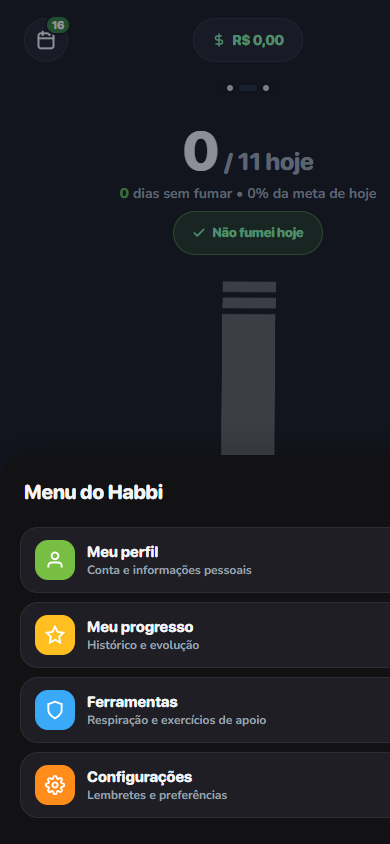 16
R$ 0,00
0 / 11 hoje
0 dias sem fumar • 0% da meta de hoje
Não fumei hoje
Menu do Habbi
Meu perfil
Conta e informações pessoais
Meu progresso
Histórico e evolução
Ferramentas
Respiração e exercícios de apoio
Configurações
Lembretes e preferências